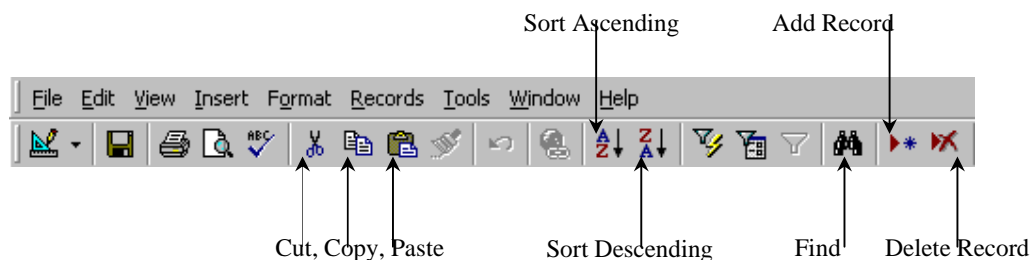 Sort Ascending Add Record
File Edit View Insert Format Records Tools Window Help
ABC A Z Z A
Cut, Copy, Paste Sort Descending Find Delete Record